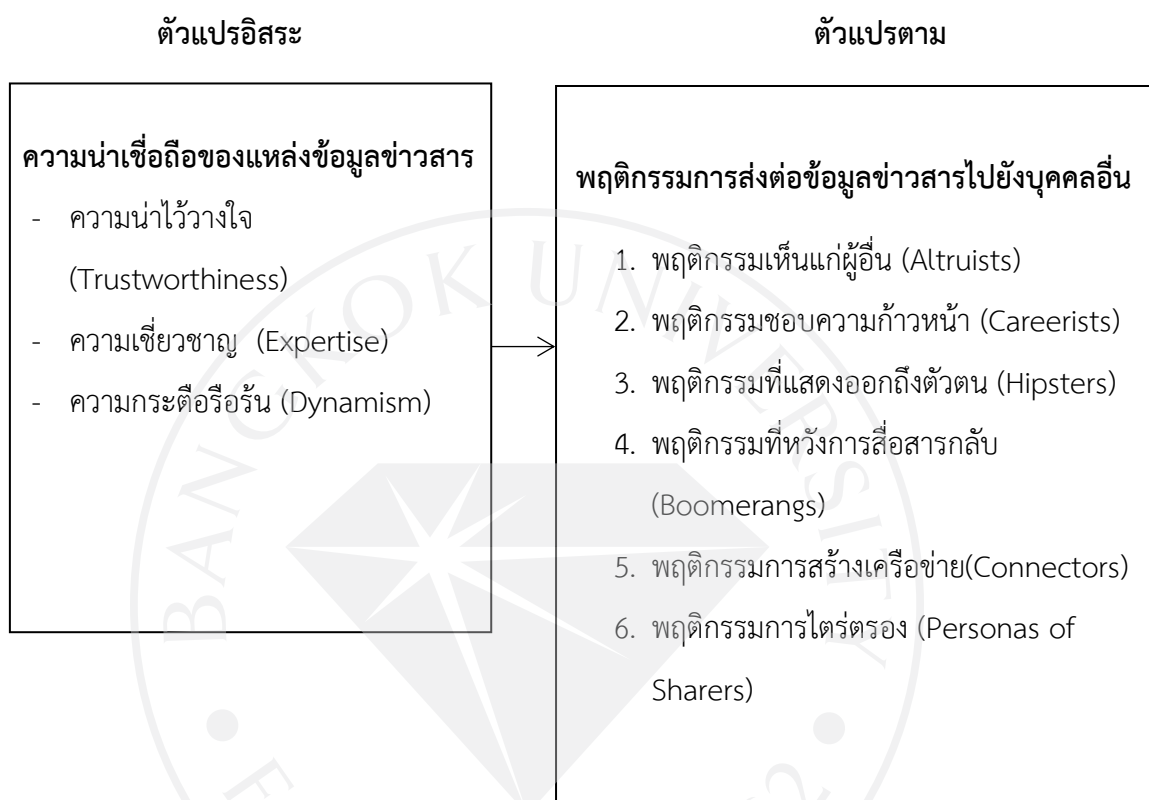 ตัวแปรอิสระ
ตัวแปรตาม
ความน่าเชื่อถือของแหล่งข้อมูลข่าวสาร
- ความน่าไว้วางใจ
(Trustworthiness)
- ความเชี่ยวชาญ (Expertise)
- ความกระตือรือร้น (Dynamism)
พฤติกรรมการส่งต่อข้อมูลข่าวสารไปยังบุคคลอื่น
1. พฤติกรรมเห็นแก่ผู้อื่น (Altruists)
2. พฤติกรรมชอบความก้าวหน้า (Careerists)
3. พฤติกรรมที่แสดงออกถึงตัวตน (Hipsters)
4. พฤติกรรมที่หวังการสื่อสารกลับ
(Boomerangs)
5. พฤติกรรมการสร้างเครือข่าย(Connectors)
6. พฤติกรรมการไตร่ตรอง (Personas of
Sharers)
BANGKOK UNIVERSITY